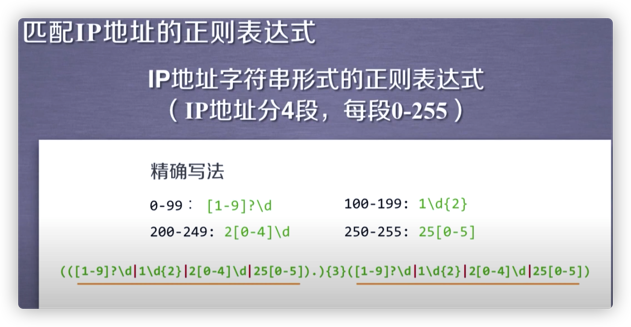 匹配IP地址的正则表达式
IP地址字符串形式的正则表达式
（IP地址分4段，每段0-255）
精确写法
0-99： [1-9]?\d
100-199: 1\d{2}
200-249: 2[0-4]\d
250-255: 25[0-5]
(([1-9]?\d|1\d{2}|2[0-4]\d|25[0-5]).){3}([1-9]?\d|1\d{2}|2[0-4]\d|25[0-5])